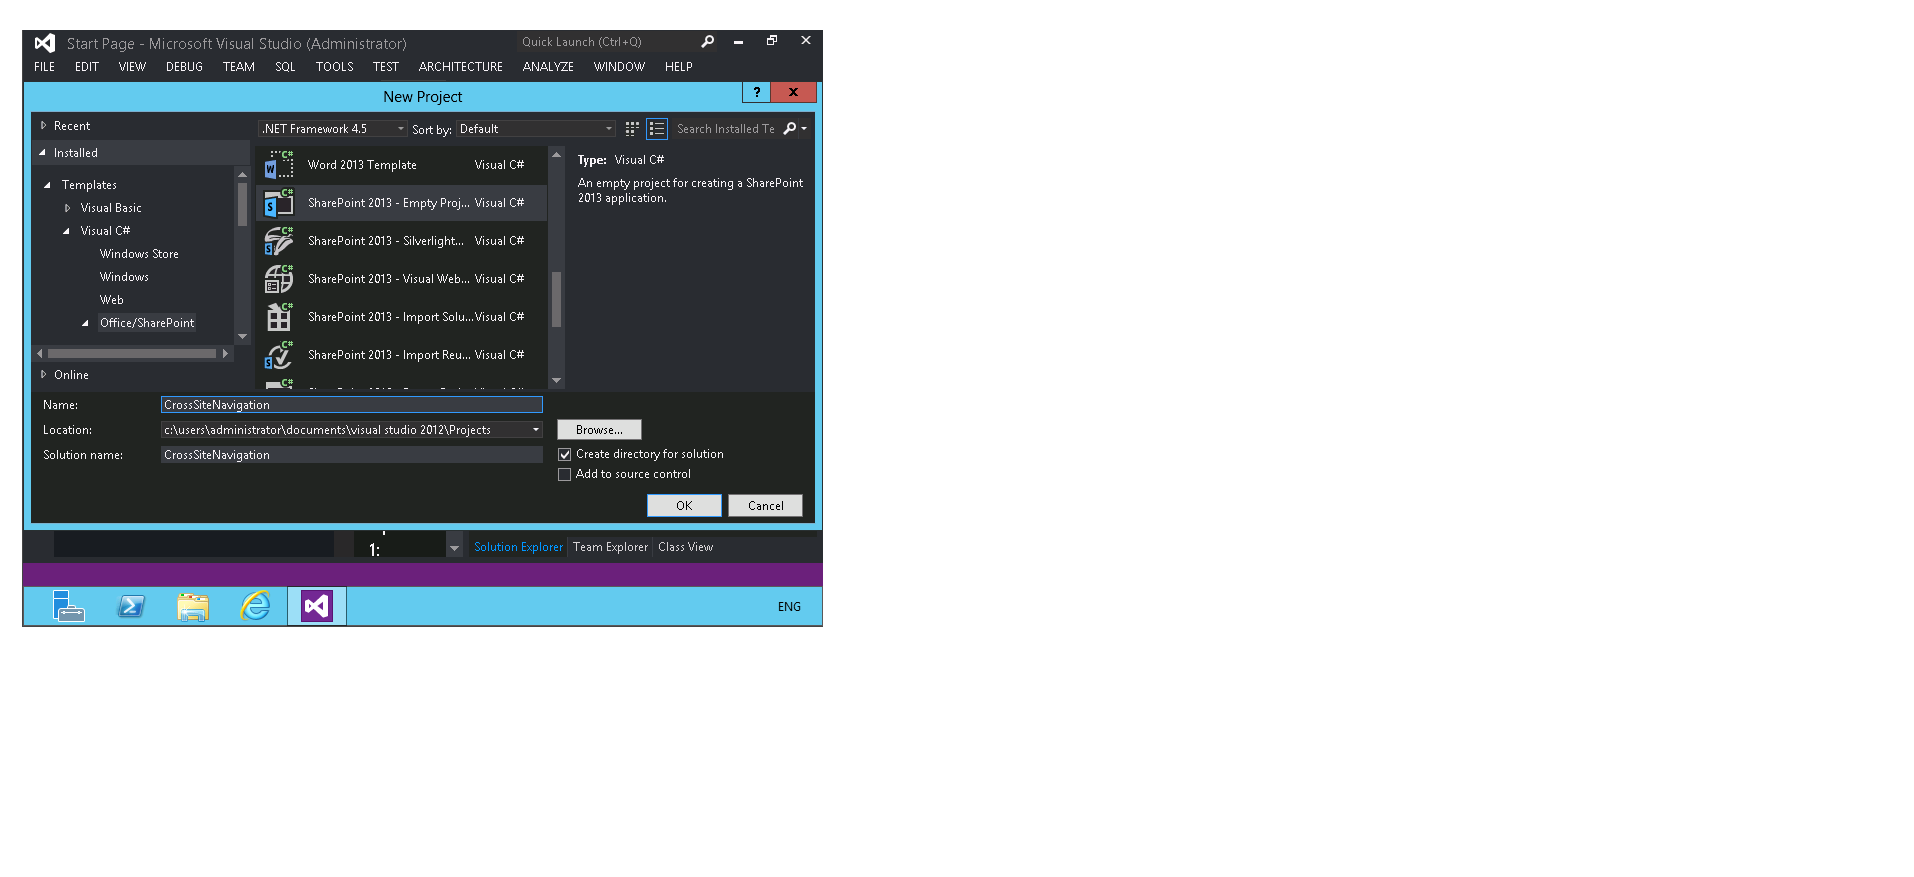 Start Page - Microsoft Visual Studio (Administrator)
Quick Launch (Ctrl+Q)
FILE EDIT VIEW DEBUG TEAM SQL TOOLS TEST ARCHITECTURE ANALYZE WINDOW HELP
New Project
? x
Recent
.NET Framework 4.5
Sort by: Default
Search Installed Te
Installed
Templates
Visual Basic
Visual C#
Windows Store
Windows
Web
Office/SharePoint
Online
Word 2013 Template Visual C#
SharePoint 2013 - Empty Proj... Visual C#
SharePoint 2013 - Silverlight... Visual C#
SharePoint 2013 - Visual Web... Visual C#
SharePoint 2013 - Import Solu... Visual C#
SharePoint 2013 - Import Reu... Visual C#
Type: Visual C#
An empty project for creating a SharePoint
2013 application.
Name: CrossSiteNavigation
Location: c:\users\administrator\documents\visual studio 2012\Projects
Browse...
Solution name: CrossSiteNavigation
Create directory for solution
Add to source control
OK Cancel
1:
Solution Explorer Team Explorer Class View
ENG